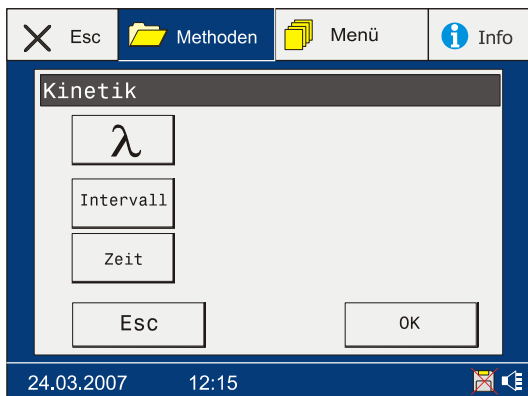 Esc Methoden Menü Info
Kinetik
λ
Intervall
Zeit
Esc OK
24.03.2007 12:15